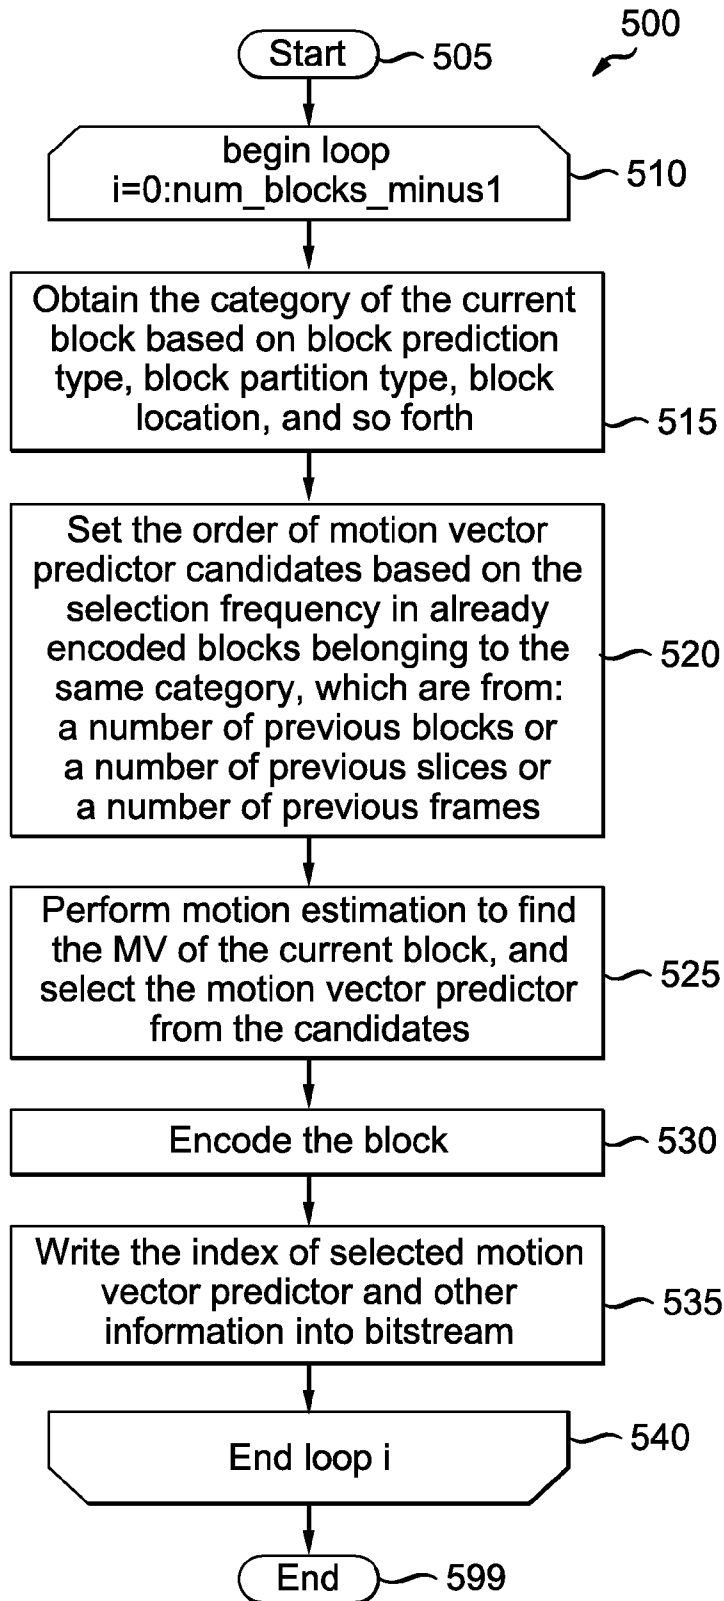 500
Start
505
begin loop
i=0:num_blocks_minus1
510
Obtain the category of the current
block based on block prediction
type, block partition type, block
location, and so forth
515
Set the order of motion vector
predictor candidates based on the
selection frequency in already
encoded blocks belonging to the
same category, which are from:
a number of previous blocks or
a number of previous slices or
a number of previous frames
520
Perform motion estimation to find
the MV of the current block, and
select the motion vector predictor
from the candidates
525
Encode the block
530
Write the index of selected motion
vector predictor and other
information into bitstream
535
End loop i
540
End
599